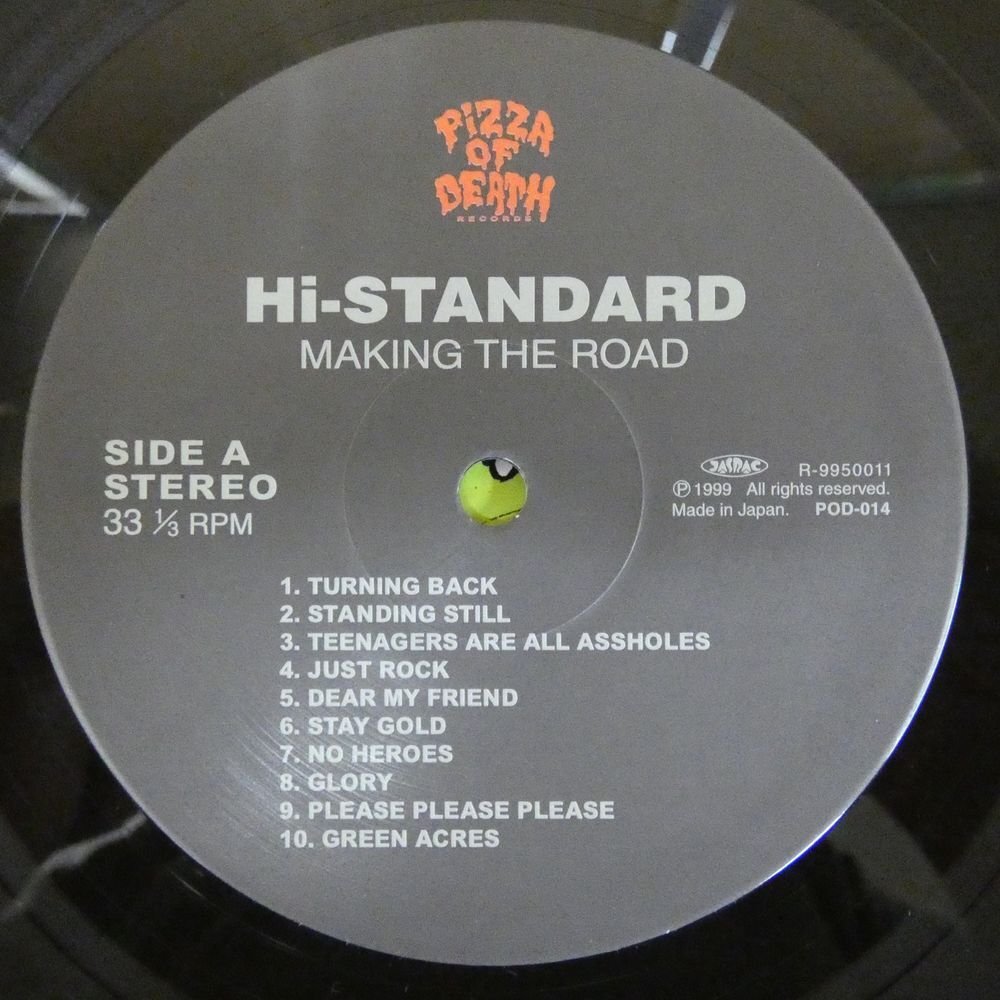 PiZZA
OF
DEATH
RECORDS
Hi-STANDARD
MAKING THE ROAD
SIDE A
STEREO
33 ⅓ RPM
JASRAC R-9950011
℗ 1999 All rights reserved.
Made in Japan. POD-014
1. TURNING BACK
2. STANDING STILL
3. TEENAGERS ARE ALL ASSHOLES
4. JUST ROCK
5. DEAR MY FRIEND
6. STAY GOLD
7. NO HEROES
8. GLORY
9. PLEASE PLEASE PLEASE
10. GREEN ACRES